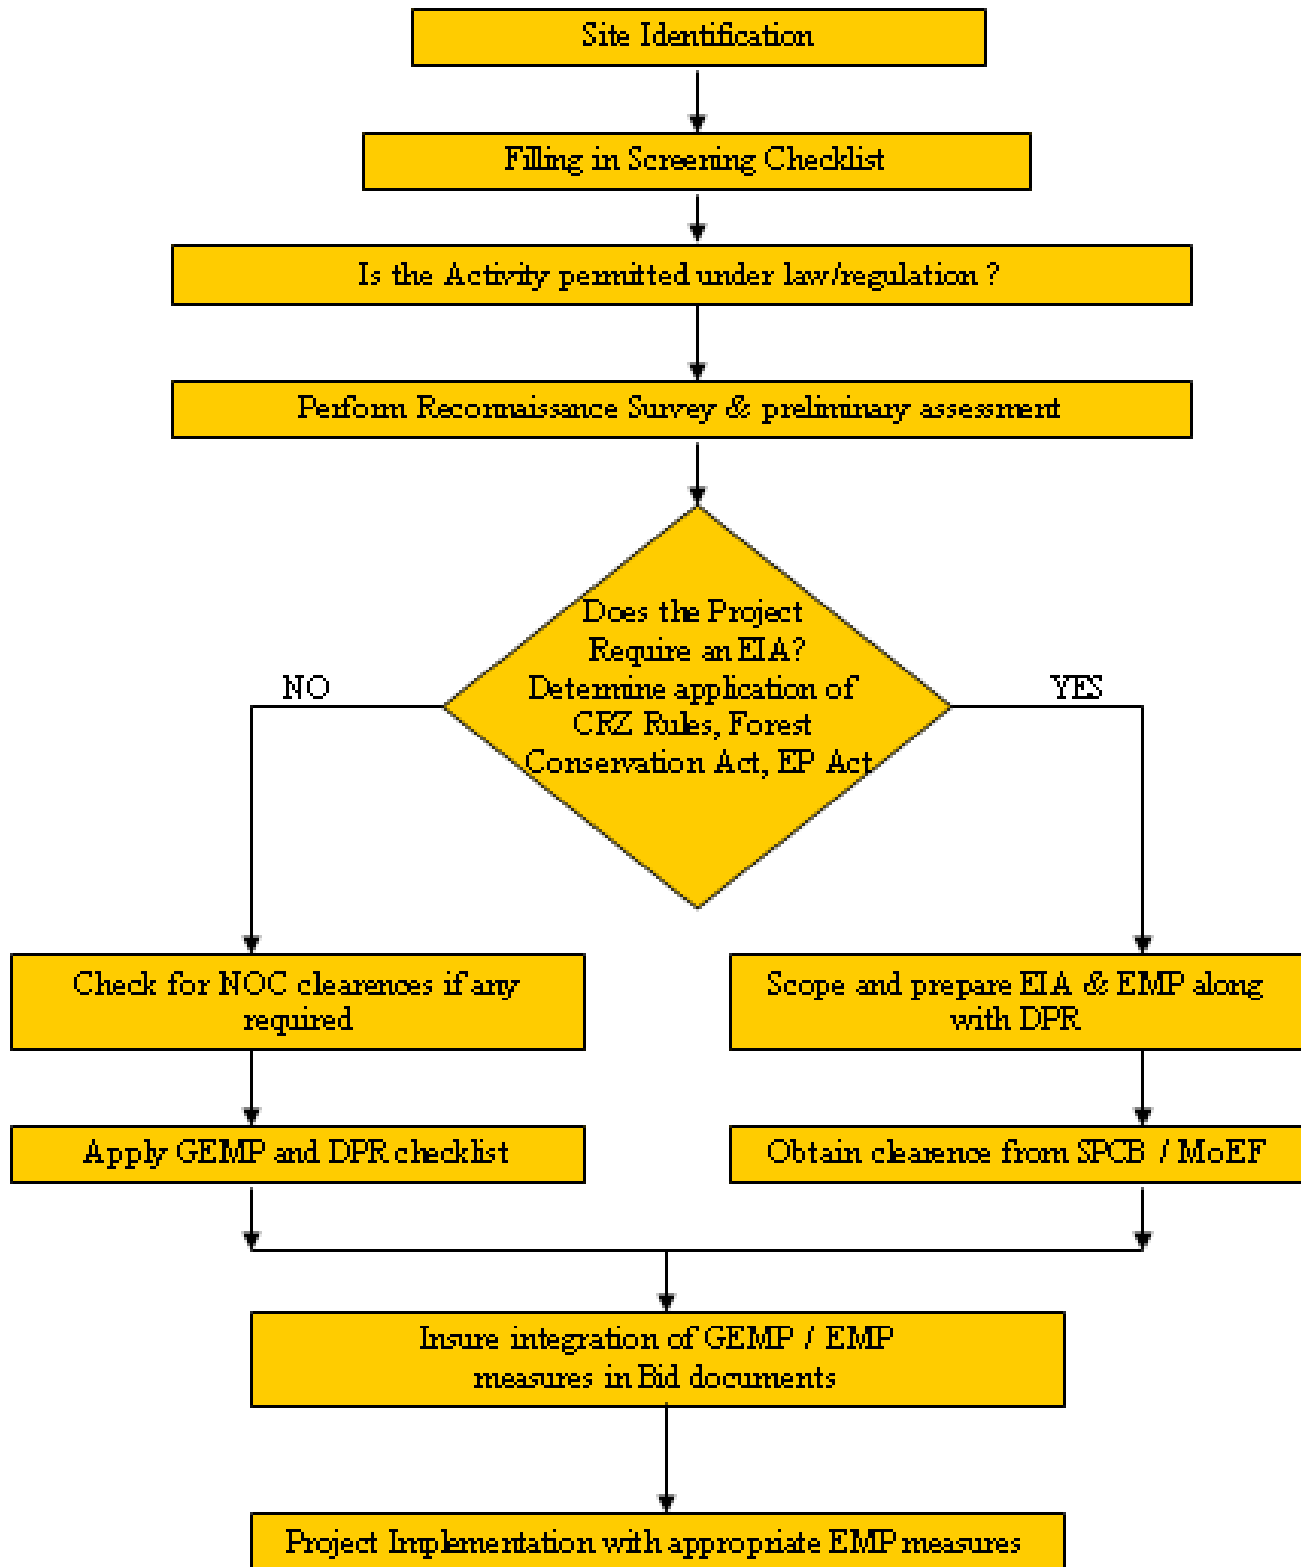 Site Identification
Filling in Screening Checklist
Is the Activity permitted under law/regulation ?
Perform Reconnaissance Survey & preliminary assessment
Does the Project
Require an EIA?
Determine application of
CRZ Rules, Forest
Conservation Act, EP Act
NO
YES
Check for NOC clearences if any
required
Scope and prepare EIA & EMP along
with DPR
Apply GEMP and DPR checklist
Obtain clearence from SPCB / MoEF
Insure integration of GEMP / EMP
measures in Bid documents
Project Implementation with appropriate EMP measures